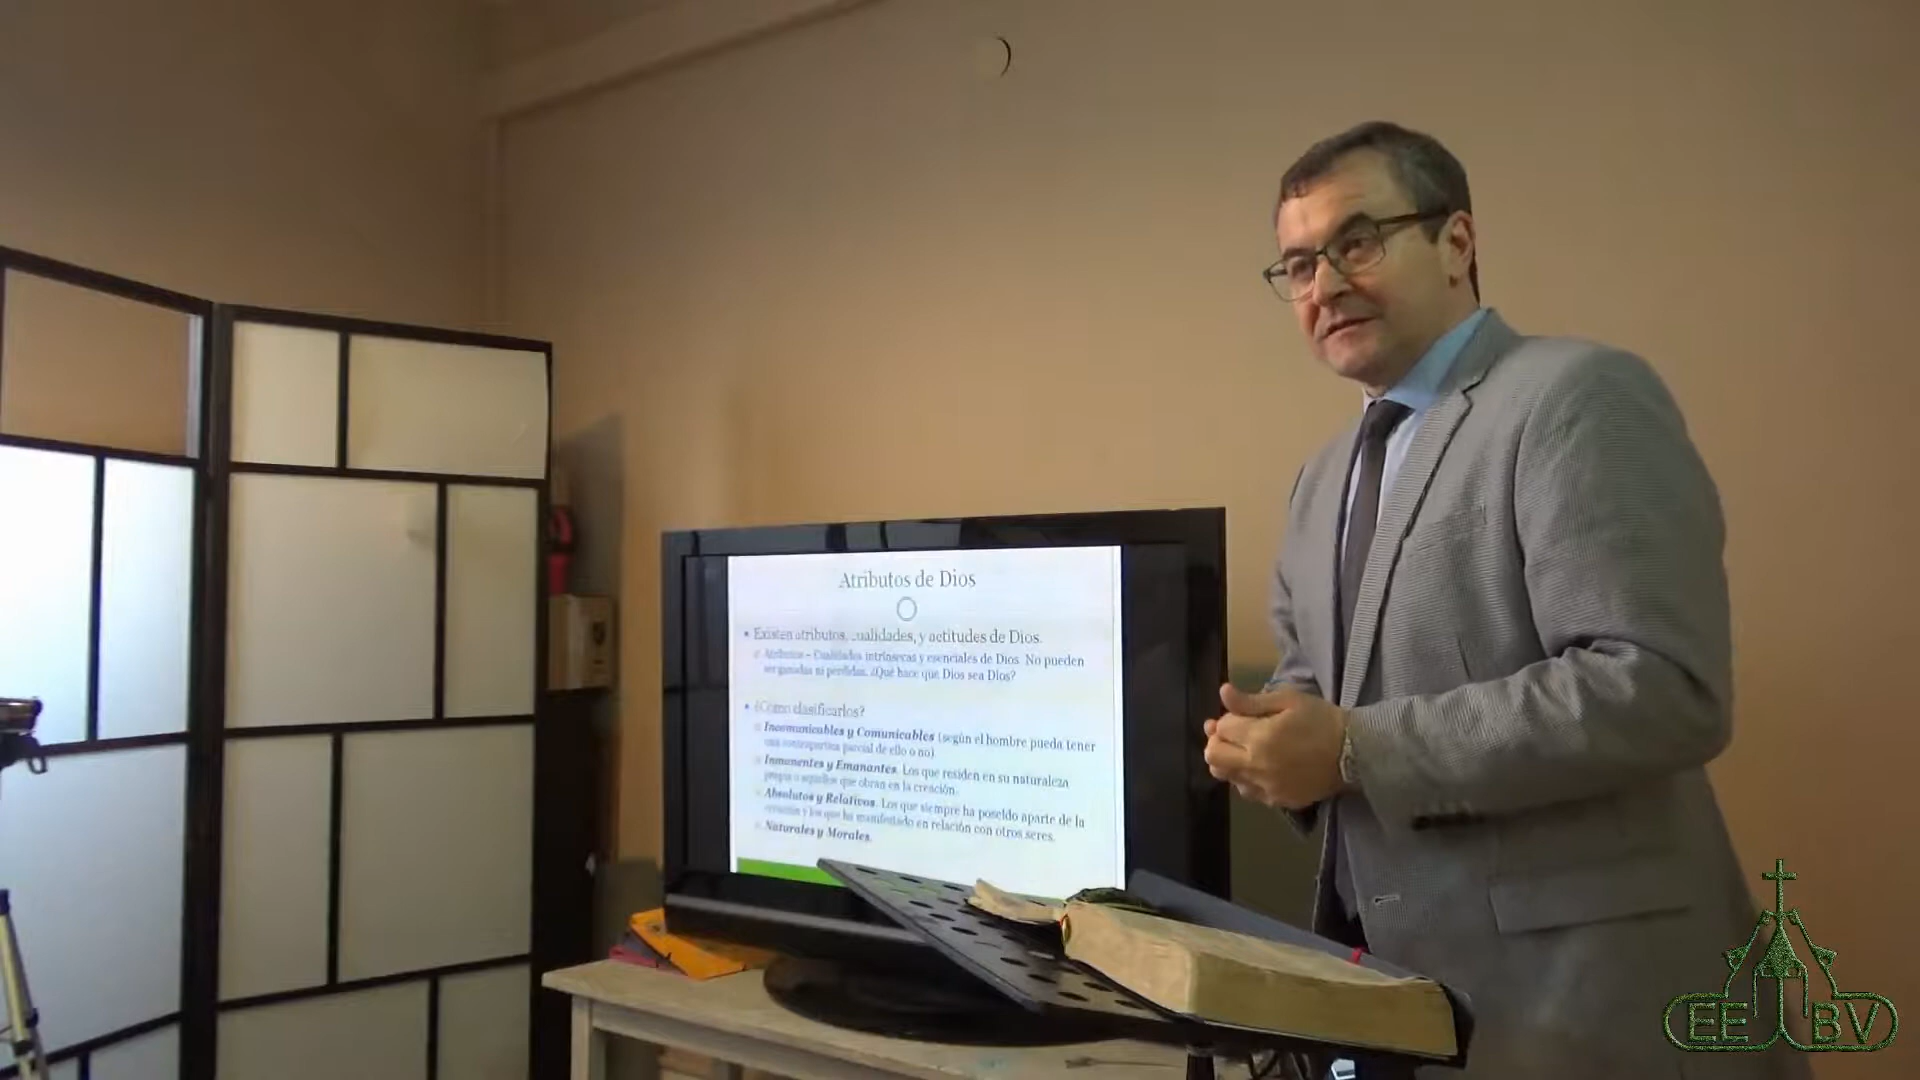 Atributos de Dios
• Existen atributos, cualidades, y actitudes de Dios.
Atributos – Cualidades intrínsecas y esenciales de Dios. No pueden
ser ganadas ni perdidas. ¿Qué hace que Dios sea Dios?
• ¿Cómo clasificarlos?
Incomunicables y Comunicables (según el hombre pueda tener
una contrapartida parcial de ello o no).
Inmanentes y Emanantes. Los que residen en su naturaleza
propia o aquellos que obran en la creación.
Absolutos y Relativos. Los que siempre ha poseído aparte de la
creación y los que ha manifestado en relación con otros seres.
Naturales y Morales.
EE BV